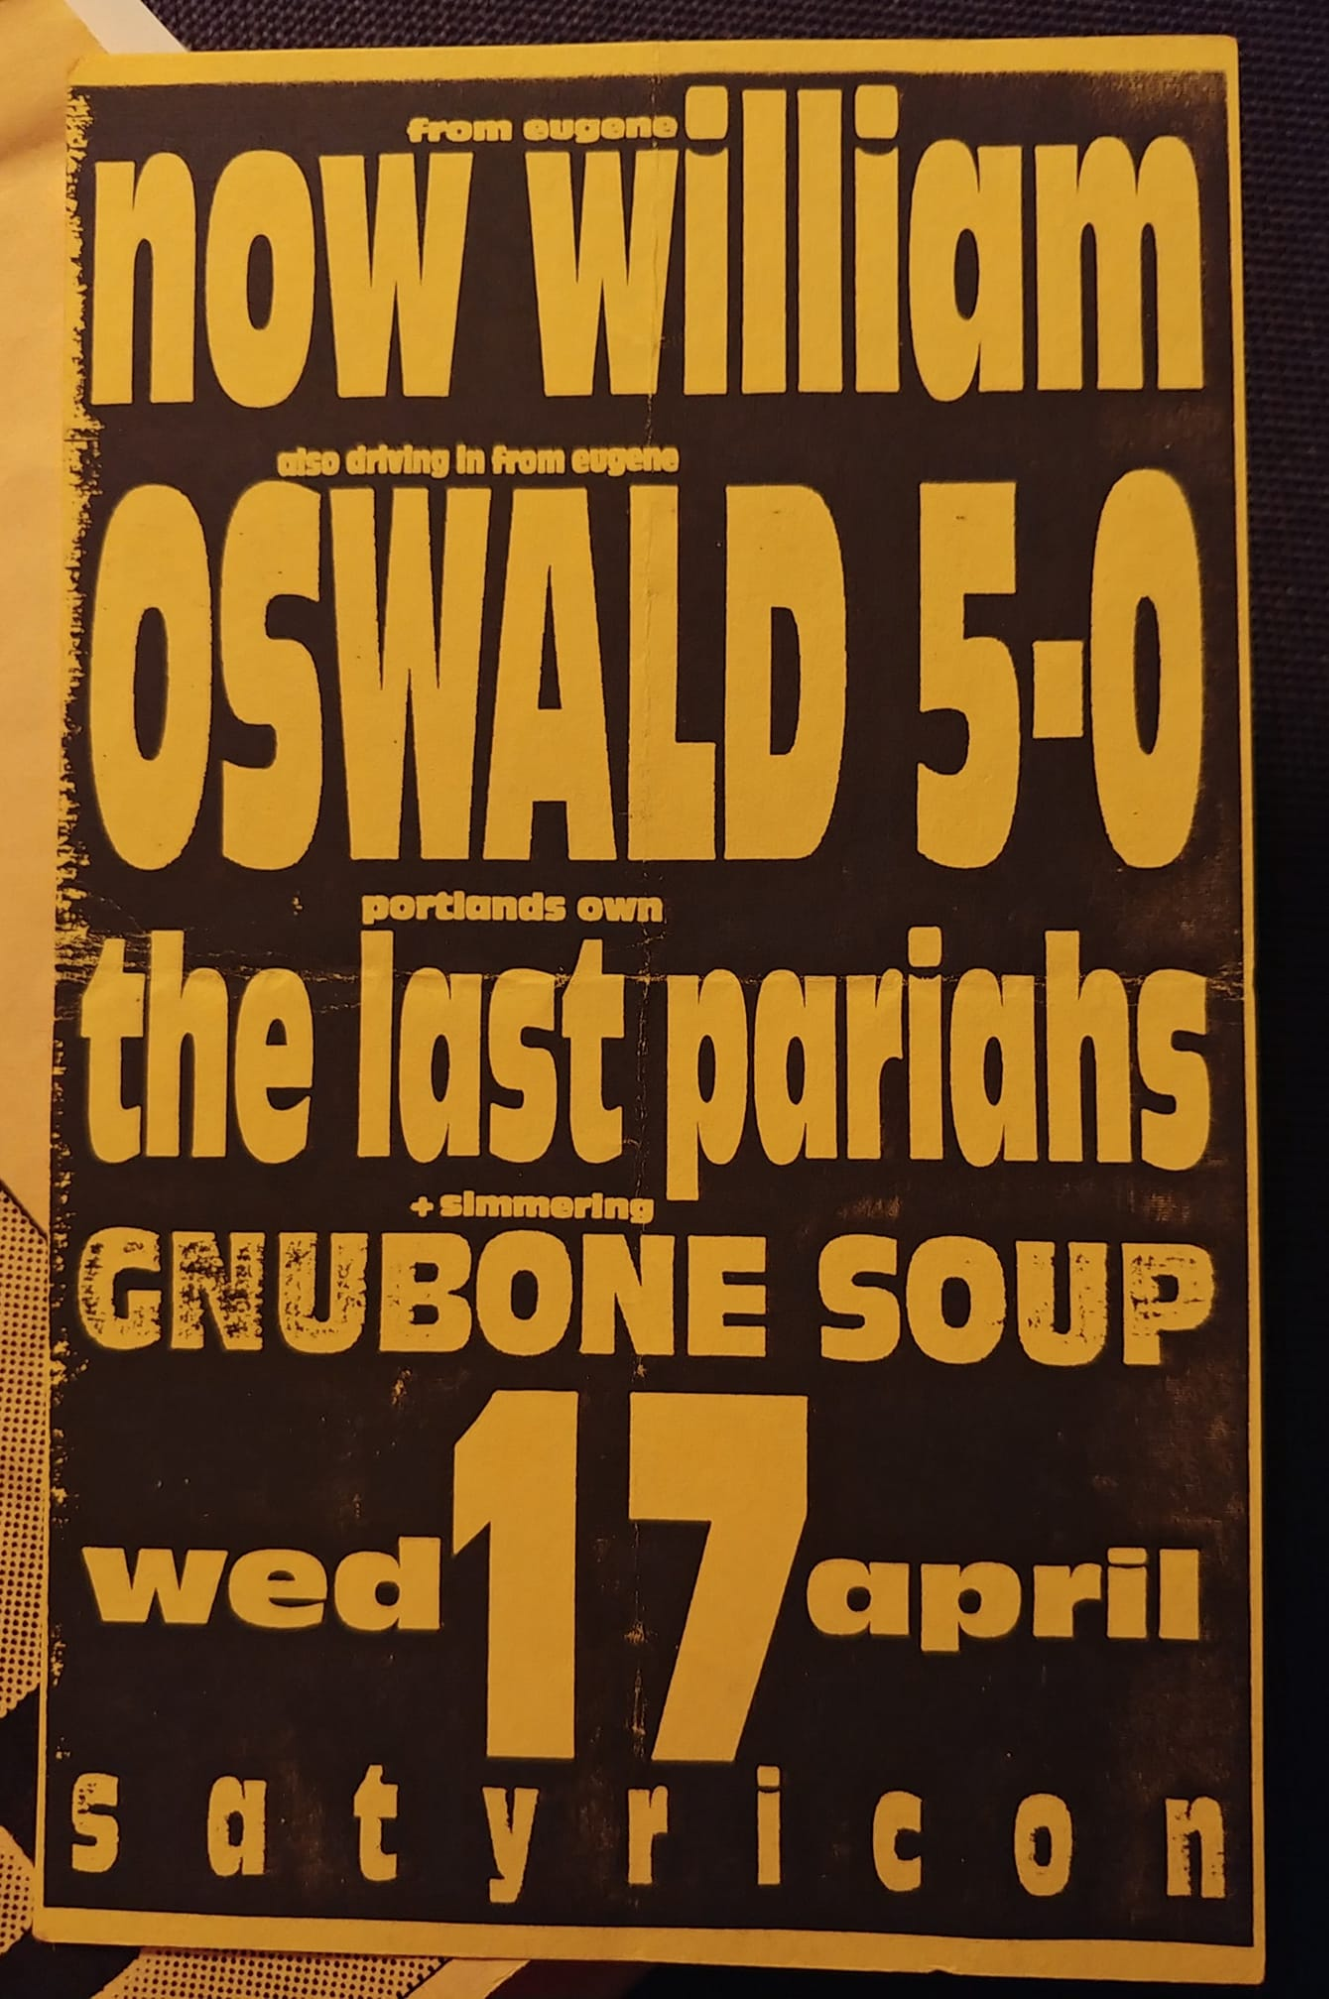 from eugene
now william
also driving in from eugene
OSWALD 5-0
portlands own
the last pariahs
+ simmering
GNUBONE SOUP
wed 17 april
satyricon